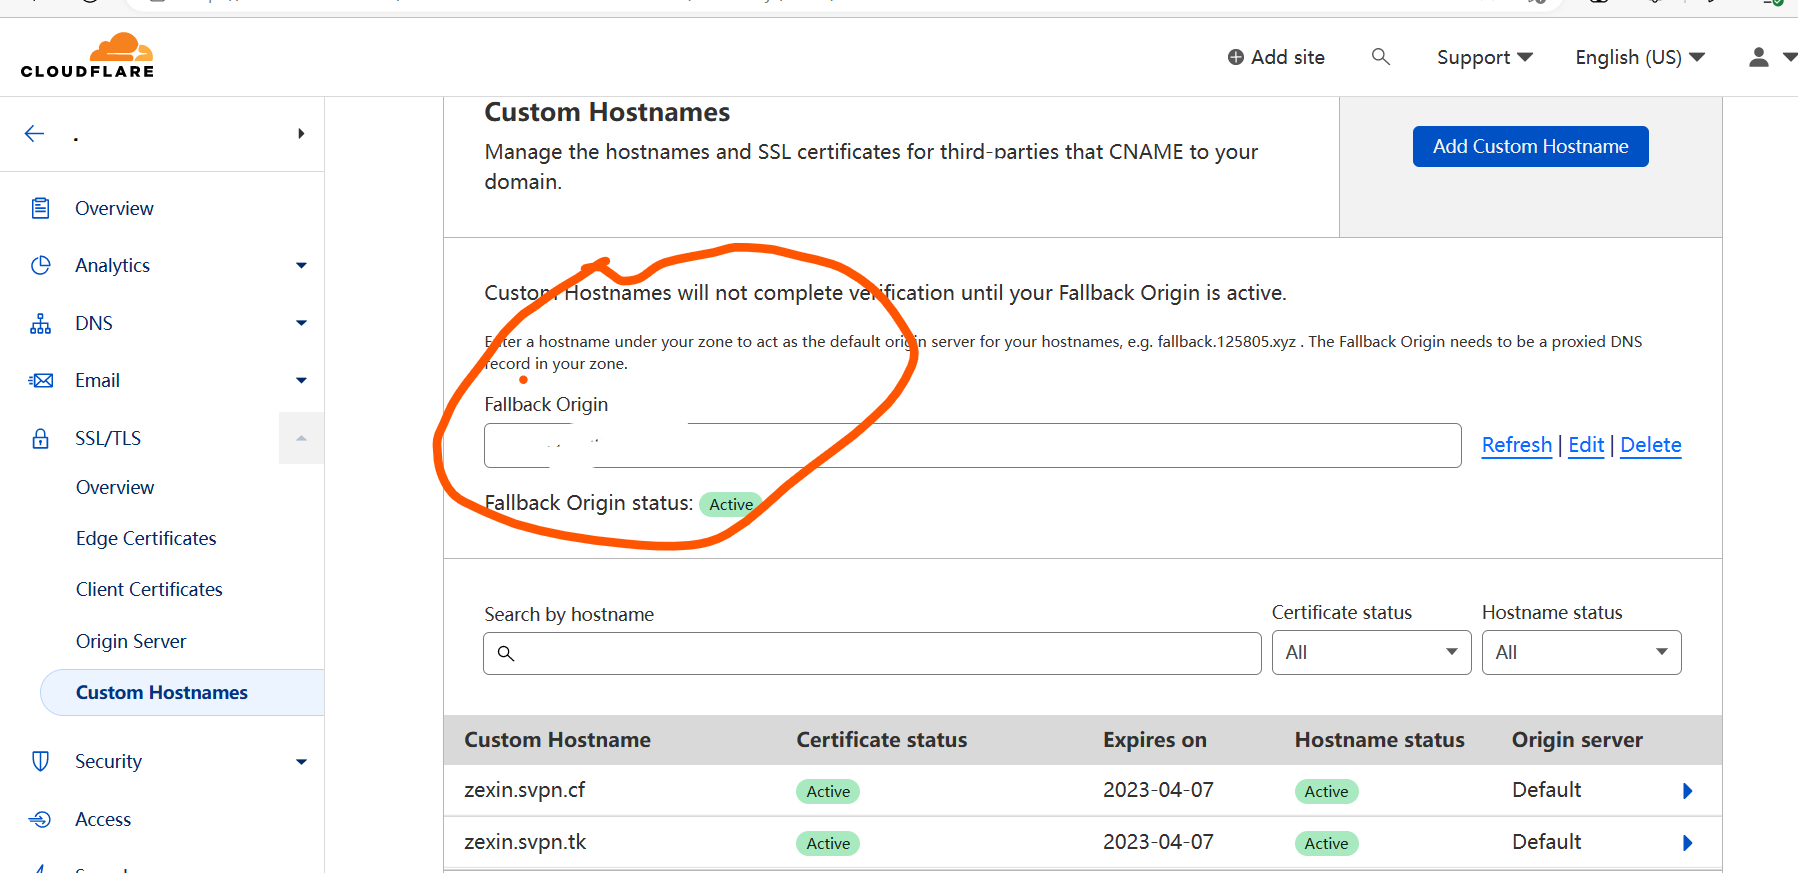 CLOUDFLARE
Add site
Support
English (US)
.
Overview
Analytics
DNS
Email
SSL/TLS
Overview
Edge Certificates
Client Certificates
Origin Server
Custom Hostnames
Security
Access
Custom Hostnames
Manage the hostnames and SSL certificates for third-parties that CNAME to your
domain.
Add Custom Hostname
Custom Hostnames will not complete verification until your Fallback Origin is active.
Enter a hostname under your zone to act as the default origin server for your hostnames, e.g. fallback.125805.xyz . The Fallback Origin needs to be a proxied DNS
record in your zone.
Fallback Origin
Refresh | Edit | Delete
Fallback Origin status: Active
Search by hostname
Certificate status
All
Hostname status
All
Custom Hostname Certificate status Expires on Hostname status Origin server
zexin.svpn.cf Active 2023-04-07 Active Default
zexin.svpn.tk Active 2023-04-07 Active Default